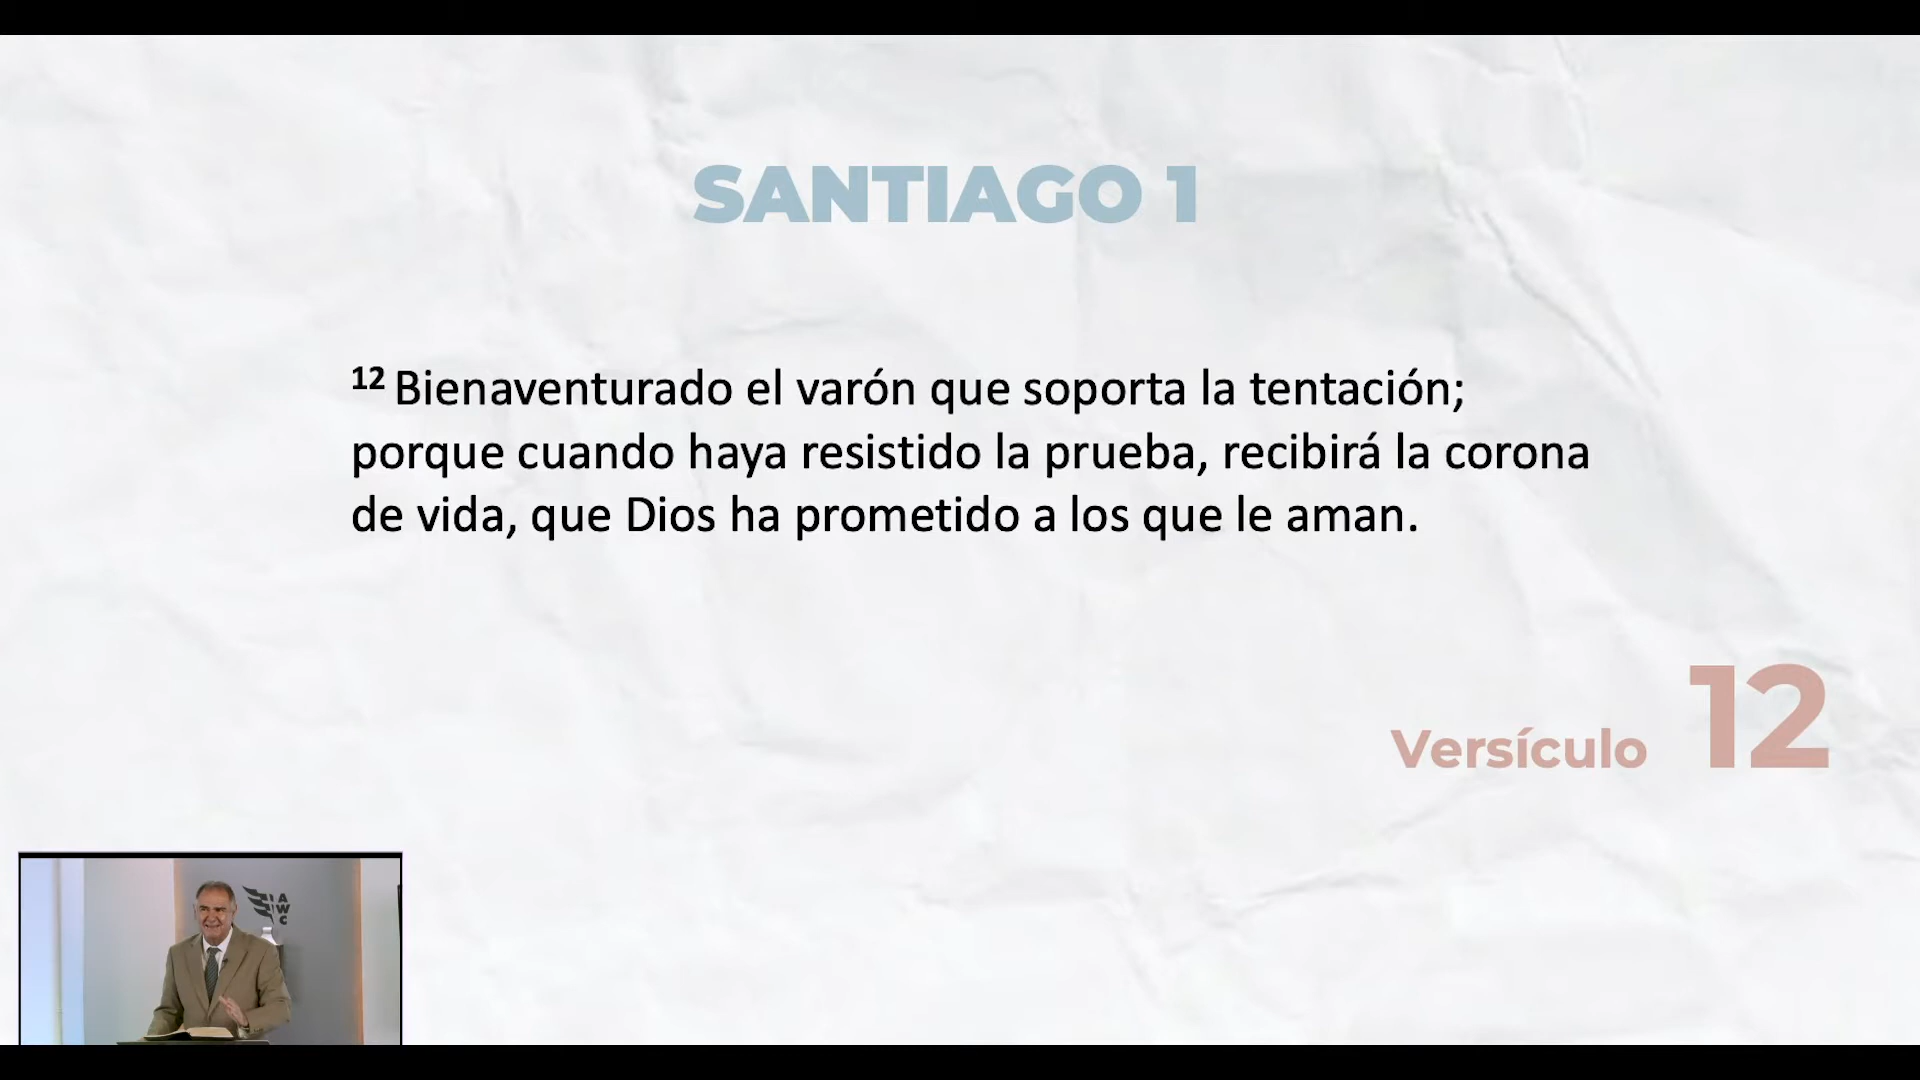 SANTIAGO 1
12 Bienaventurado el varón que soporta la tentación;
porque cuando haya resistido la prueba, recibirá la corona
de vida, que Dios ha prometido a los que le aman.
Versículo 12
A
W
C